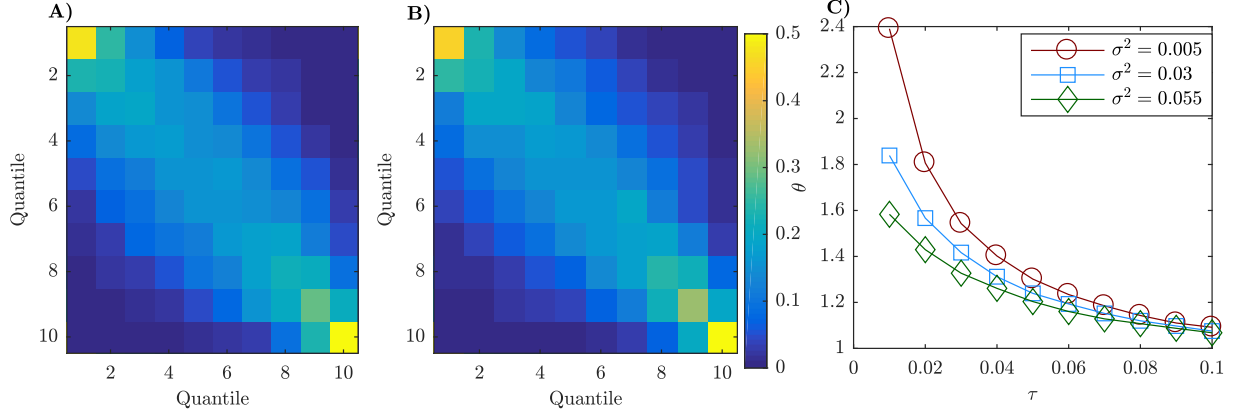 A)
2
4
6
8
10
Quantile
2 4 6 8 10
Quantile
B)
2
4
6
8
10
Quantile
2 4 6 8 10
Quantile
0.5
0.4
0.3
0.2
0.1
0
C)
θ
2.4
2.2
2
1.8
1.6
1.4
1.2
1
0 0.02 0.04 0.06 0.08 0.1
τ
σ² = 0.005
σ² = 0.03
σ² = 0.055